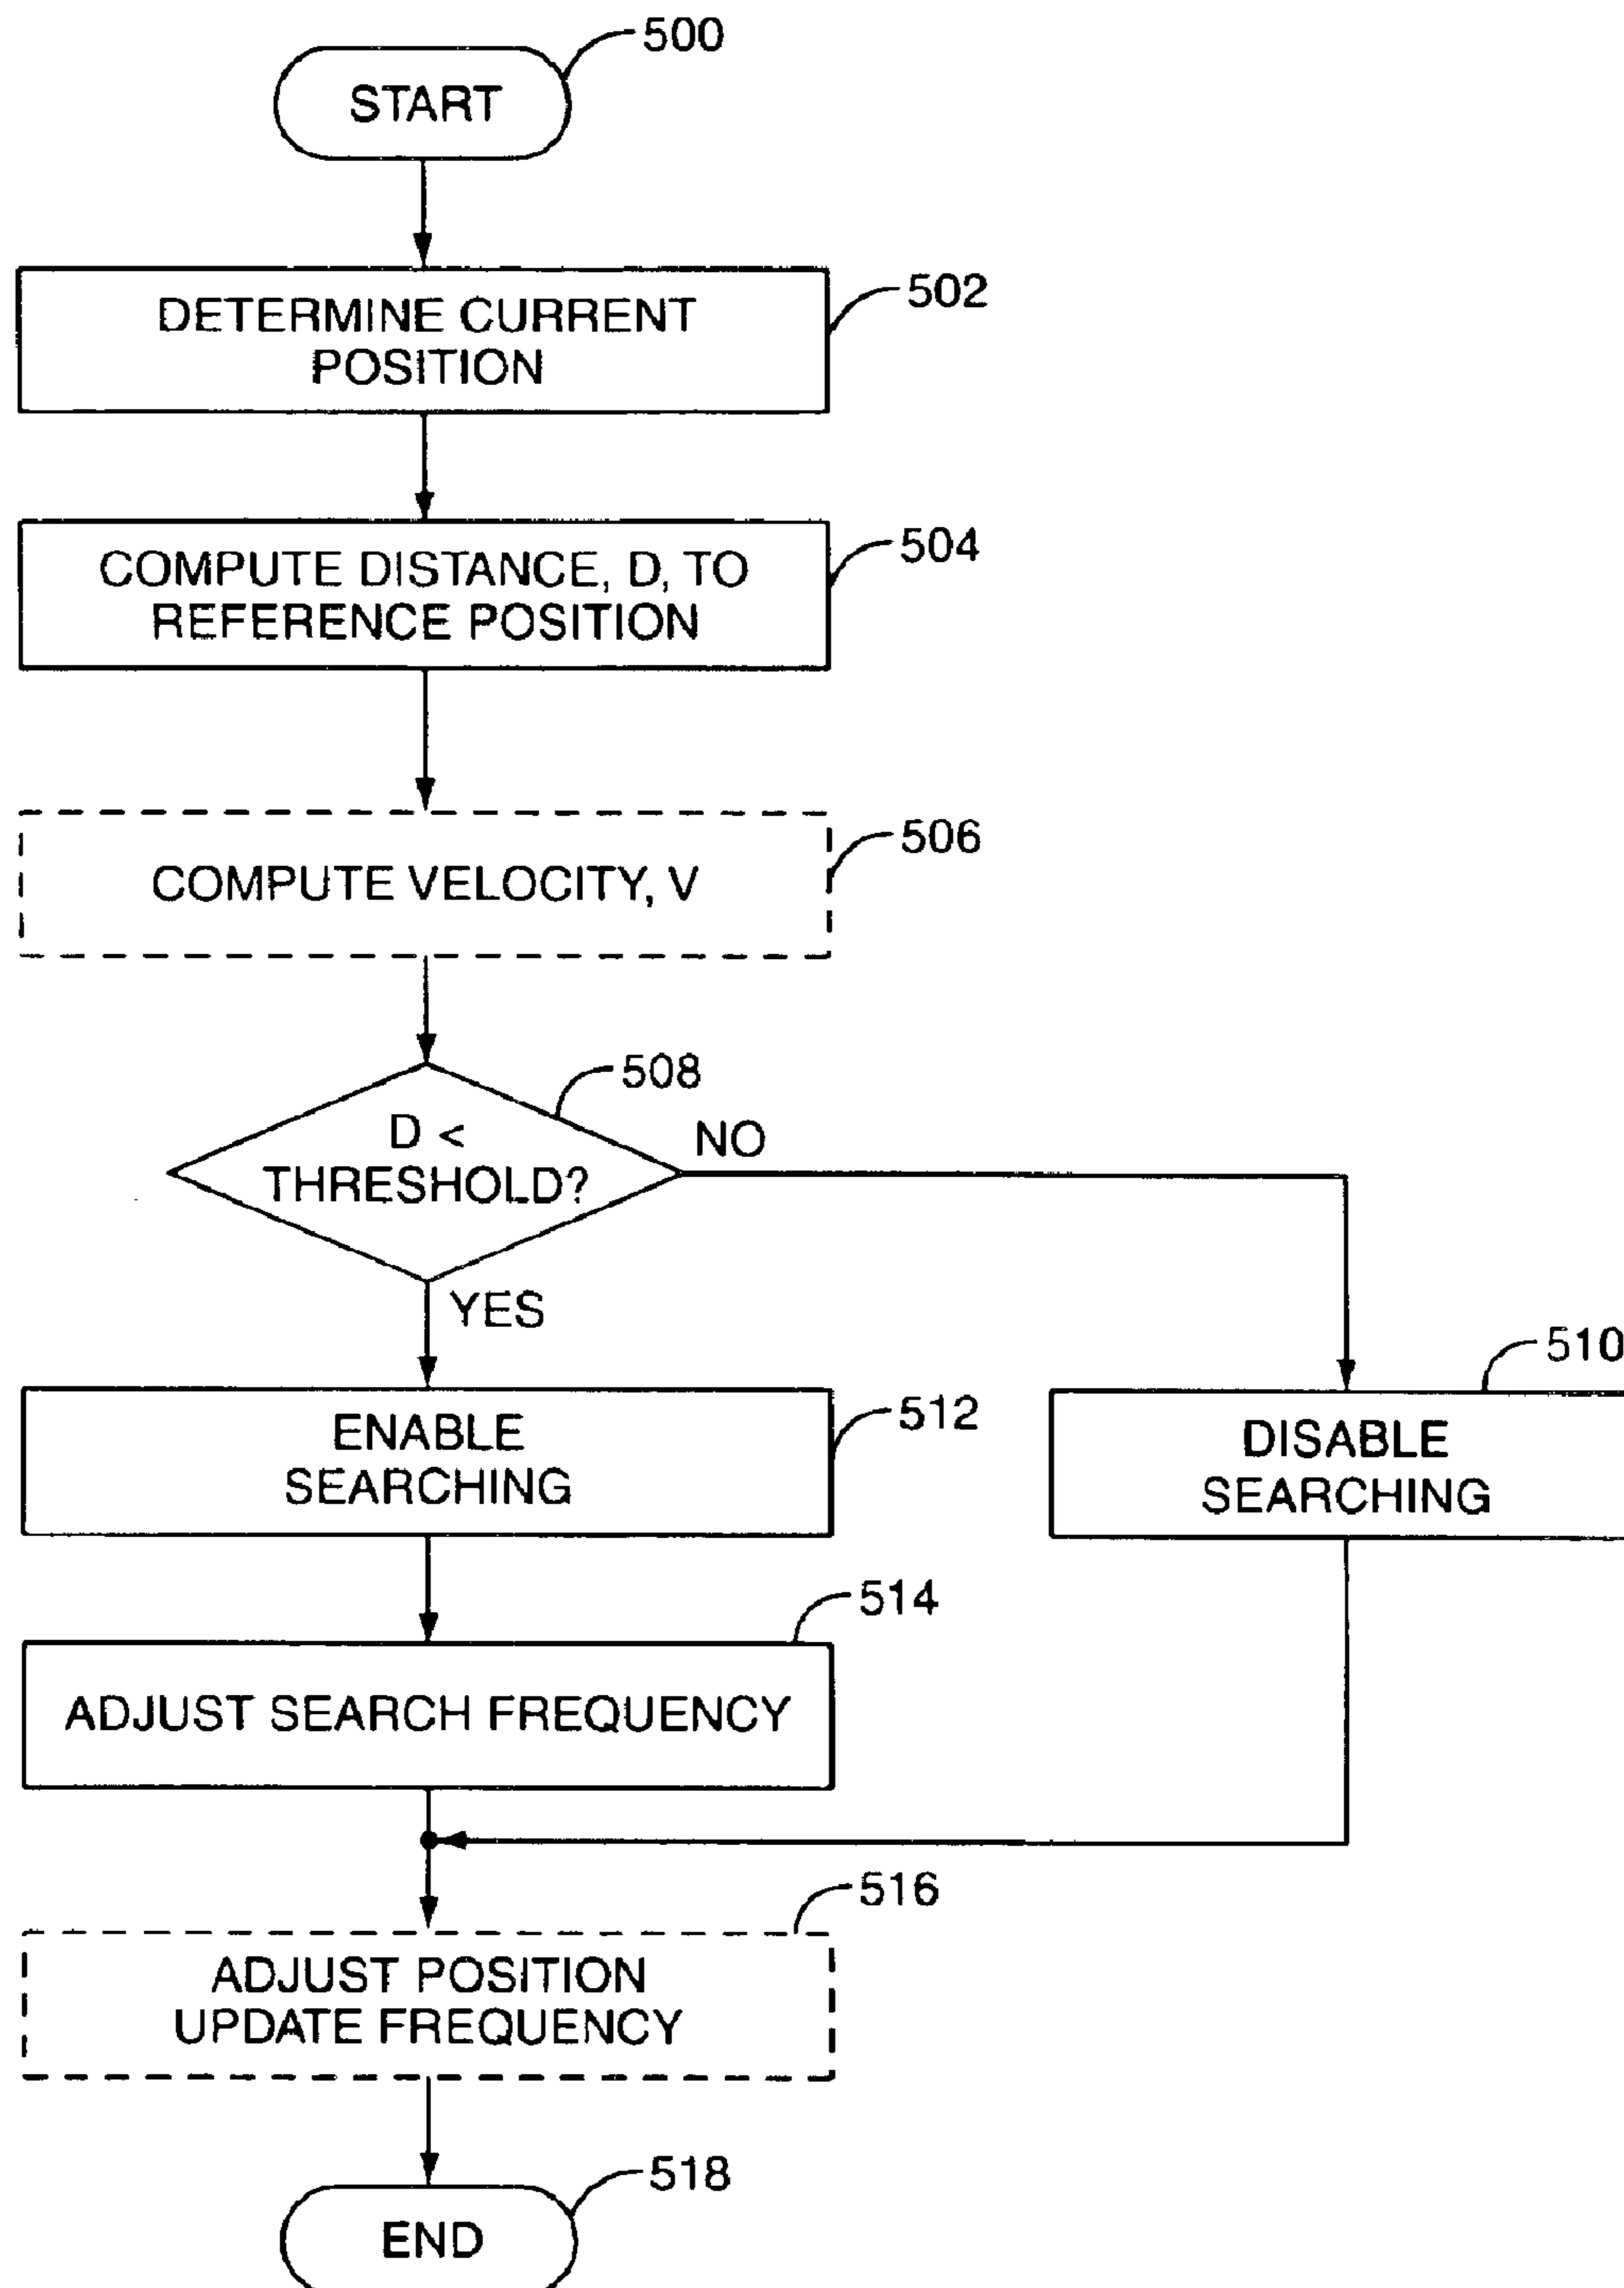 500
START
502
DETERMINE CURRENT
POSITION
504
COMPUTE DISTANCE, D, TO
REFERENCE POSITION
506
COMPUTE VELOCITY, V
508
D <
THRESHOLD?
NO
YES
510
512
ENABLE
SEARCHING
DISABLE
SEARCHING
514
ADJUST SEARCH FREQUENCY
516
ADJUST POSITION
UPDATE FREQUENCY
518
END